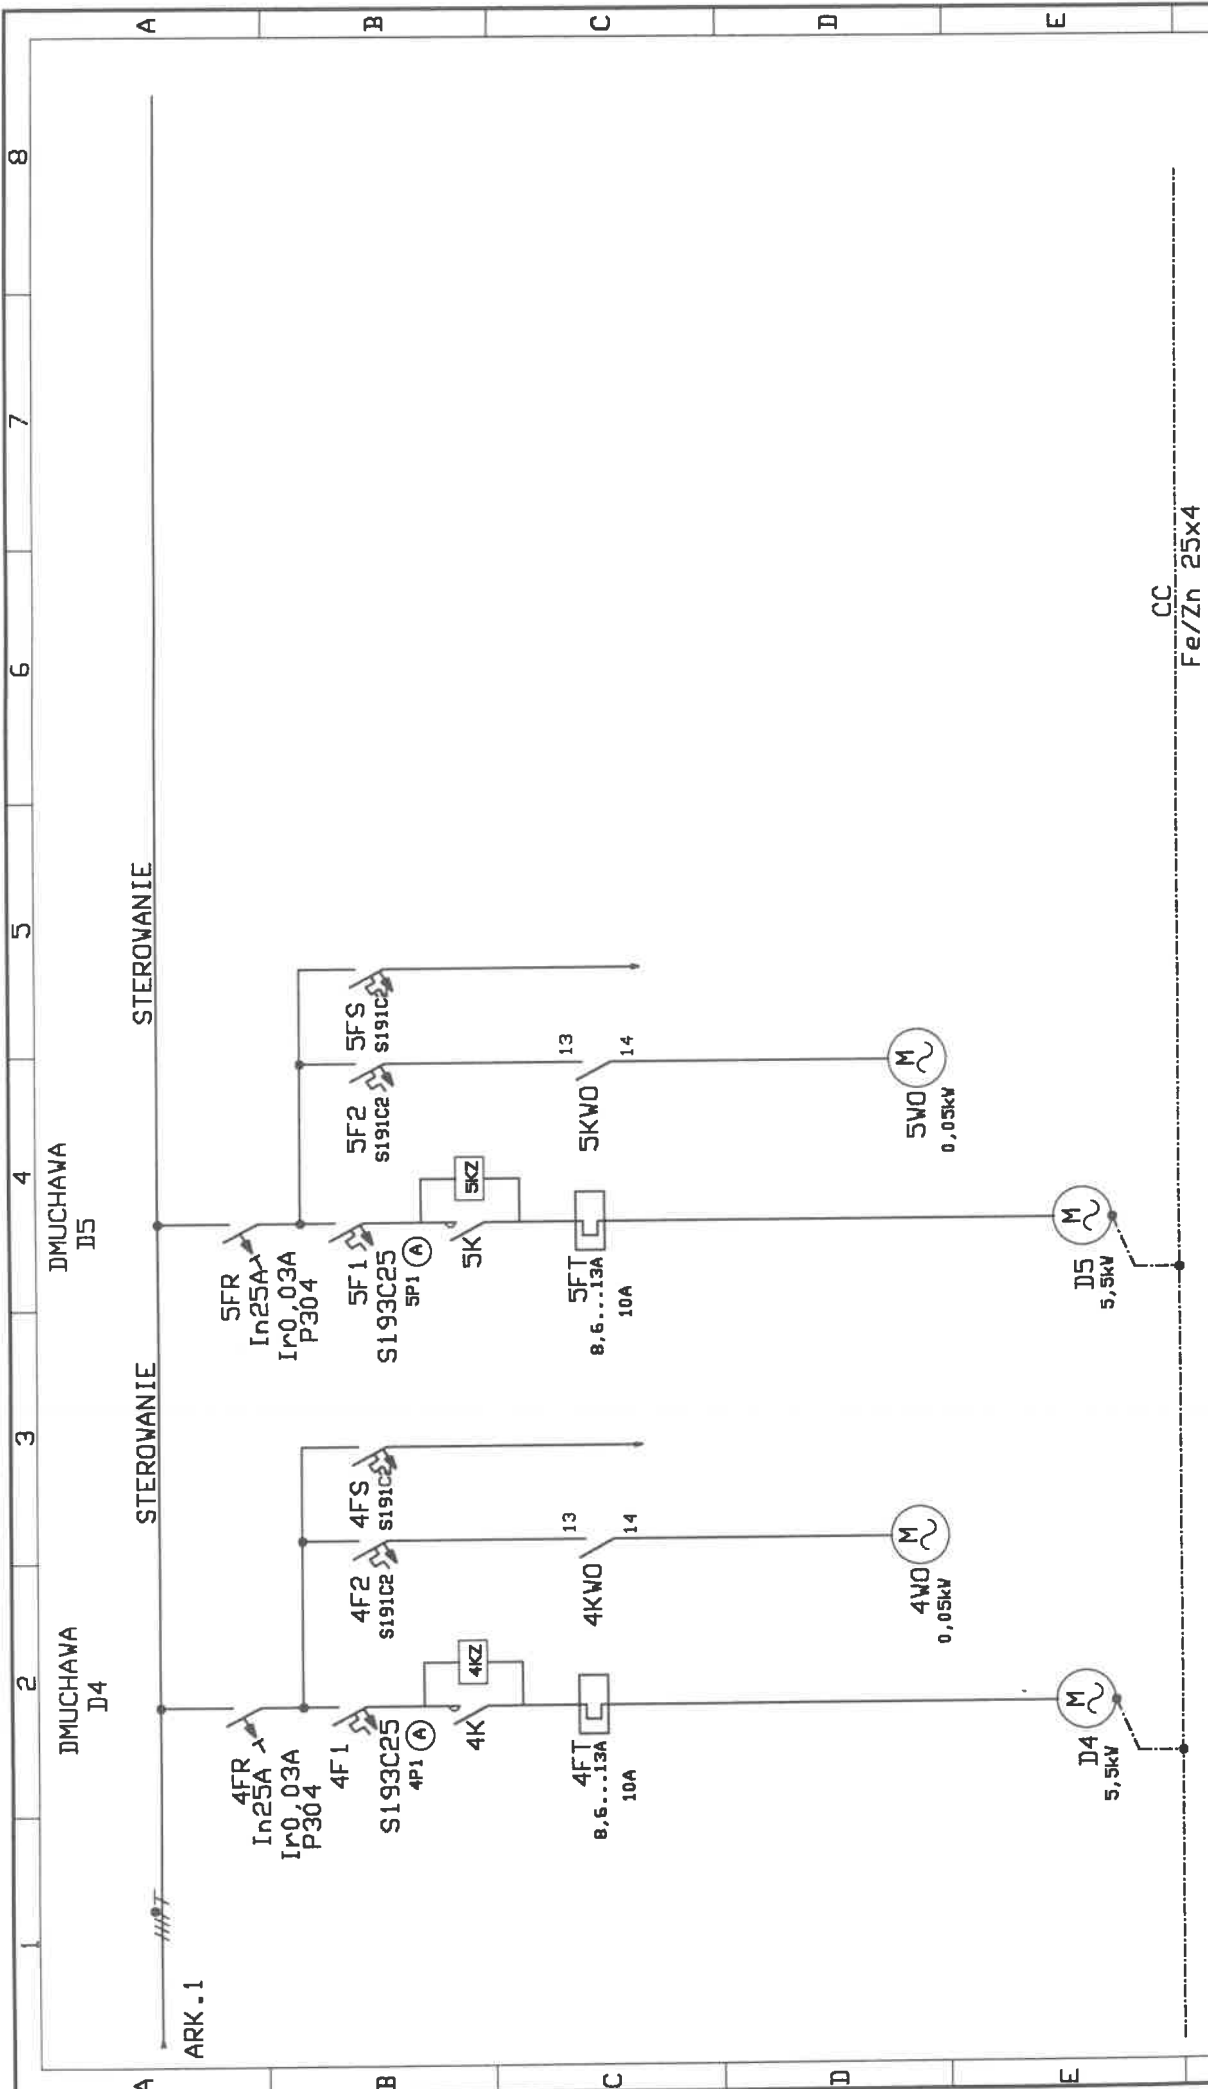 1
2
3
4
5
6
7
8
A
B
C
D
E
A
B
C
D
E
DMUCHAWA
D4
DMUCHAWA
D5
STEROWANIE
STEROWANIE
ARK.1
4FR
In25A
Ir0,03A
P304
4F1
S193C25
4P1
A
4K
4KZ
4FT
8,6...13A
10A
M
D4
5,5kW
4F2
S191C2
4FS
S191C2
13
4KWO
14
M
4WO
0,05kW
5FR
In25A
Ir0,03A
P304
5F1
S193C25
5P1
A
5K
5KZ
5FT
8,6...13A
10A
M
D5
5,5kW
5F2
S191C2
5FS
S191C2
13
5KWO
14
M
5WO
0,05kW
CC
Fe/Zn 25x4